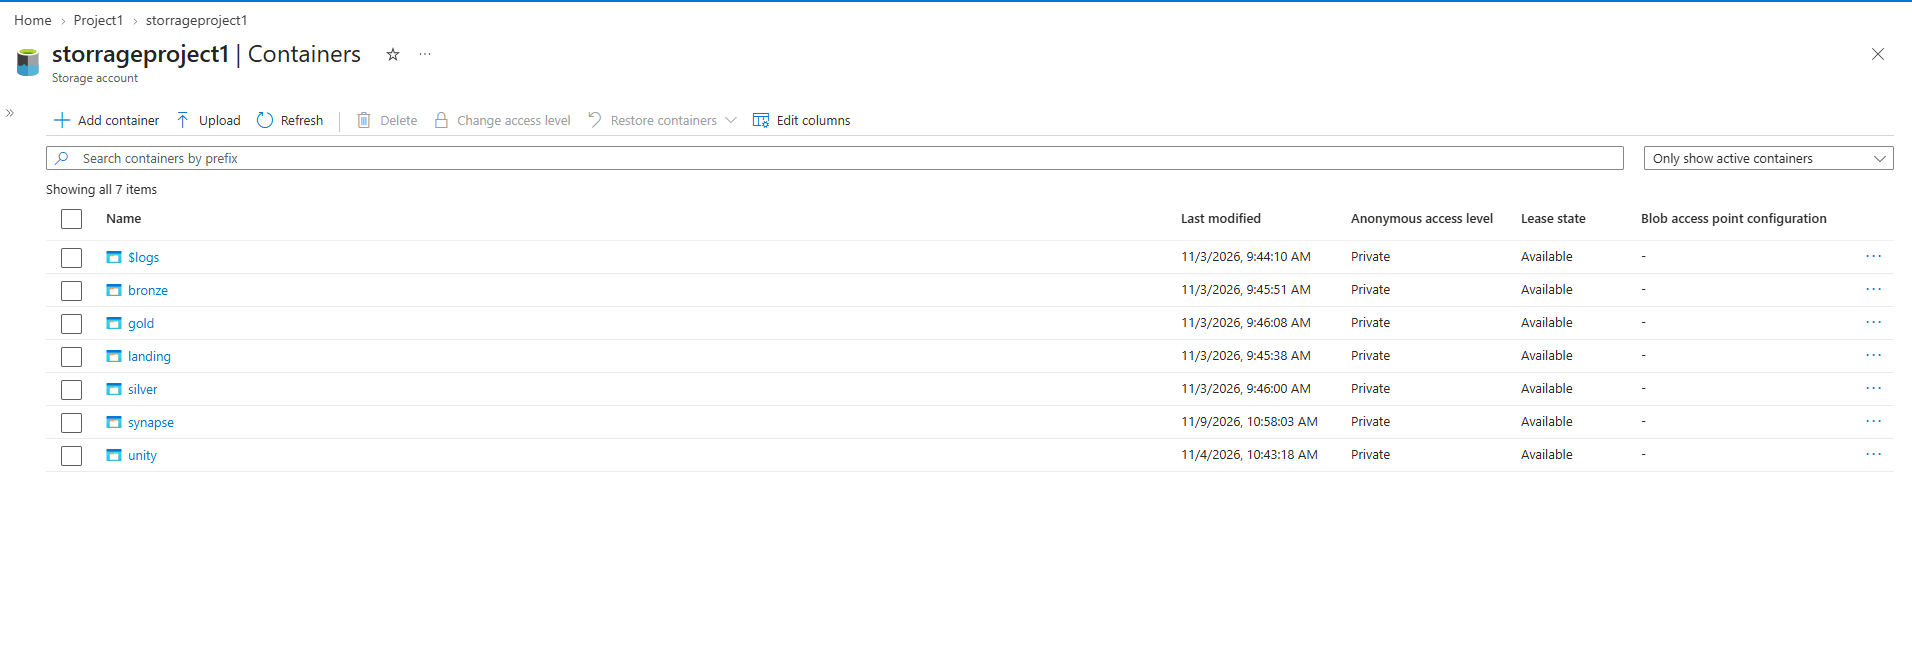 Home > Project1 > storrageproject1
storrageproject1 | Containers
Storage account
Add container Upload Refresh Delete Change access level Restore containers Edit columns
Search containers by prefix Only show active containers
Showing all 7 items
Name Last modified Anonymous access level Lease state Blob access point configuration
$logs 11/3/2026, 9:44:10 AM Private Available -
bronze 11/3/2026, 9:45:51 AM Private Available -
gold 11/3/2026, 9:46:08 AM Private Available -
landing 11/3/2026, 9:45:38 AM Private Available -
silver 11/3/2026, 9:46:00 AM Private Available -
synapse 11/9/2026, 10:58:03 AM Private Available -
unity 11/4/2026, 10:43:18 AM Private Available -